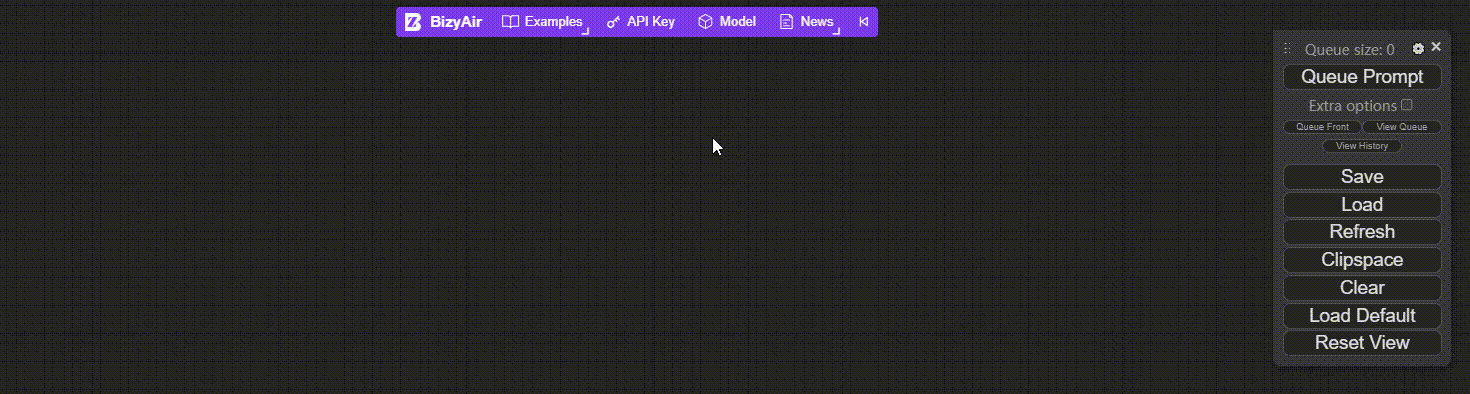 BizyAir Examples API Key Model News
Queue size: 0
Queue Prompt
Extra options
Queue Front View Queue
View History
Save
Load
Refresh
Clipspace
Clear
Load Default
Reset View